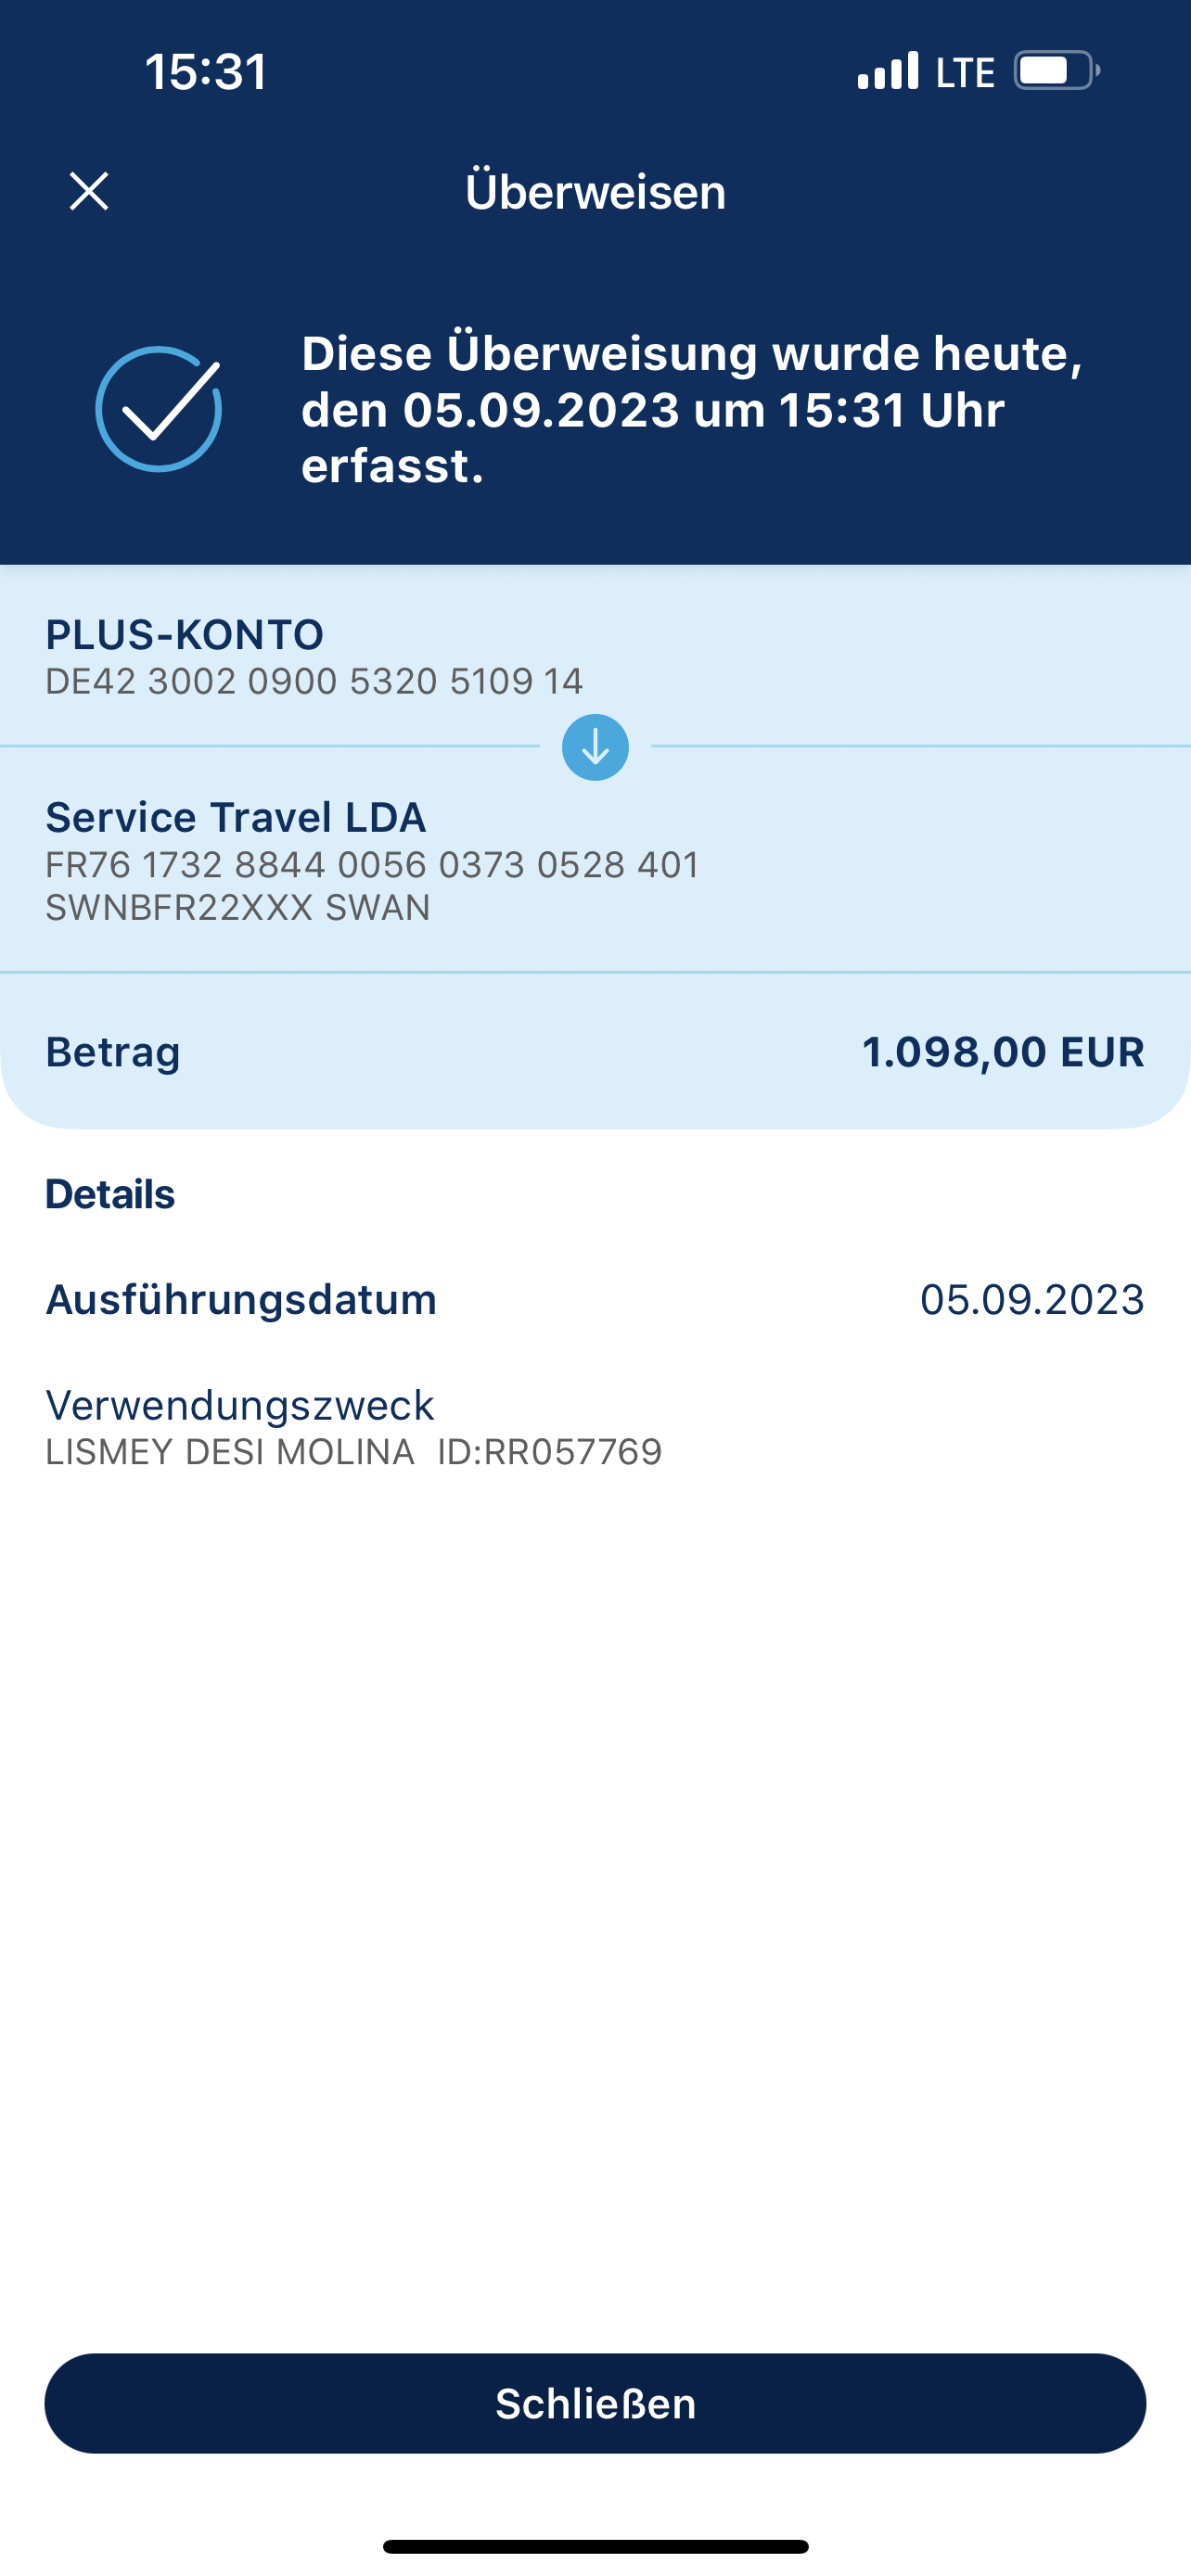 15:31 LTE
Überweisen
Diese Überweisung wurde heute,
den 05.09.2023 um 15:31 Uhr
erfasst.
PLUS-KONTO
DE42 3002 0900 5320 5109 14
Service Travel LDA
FR76 1732 8844 0056 0373 0528 401
SWNBFR22XXX SWAN
Betrag 1.098,00 EUR
Details
Ausführungsdatum 05.09.2023
Verwendungszweck
LISMEY DESI MOLINA  ID:RR057769
Schließen